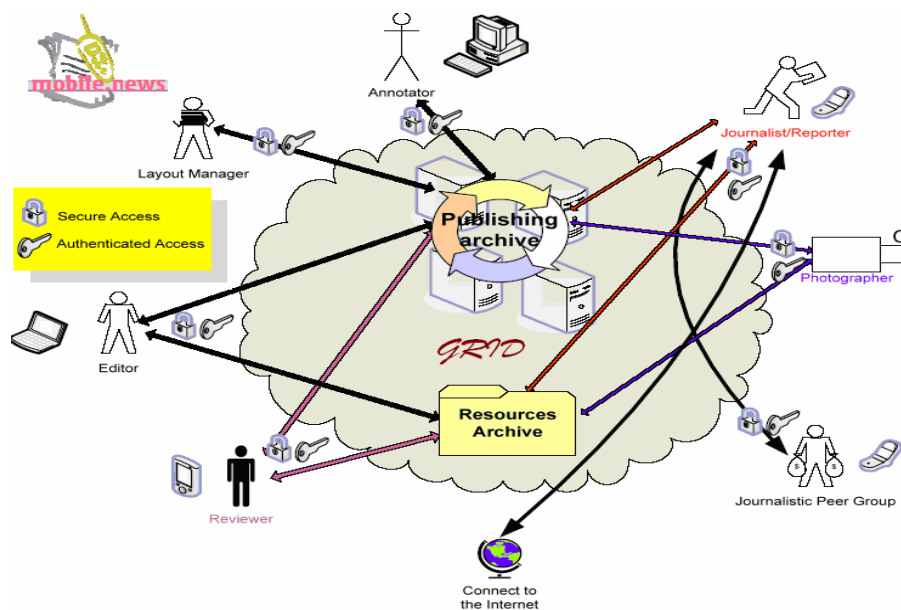 mobile.news
Annotator
Journalist/Reporter
Layout Manager
Secure Access
Authenticated Access
Publishing
archive
Photographer
GRID
Editor
Resources
Archive
Reviewer
Journalistic Peer Group
$ $
Connect to
the Internet